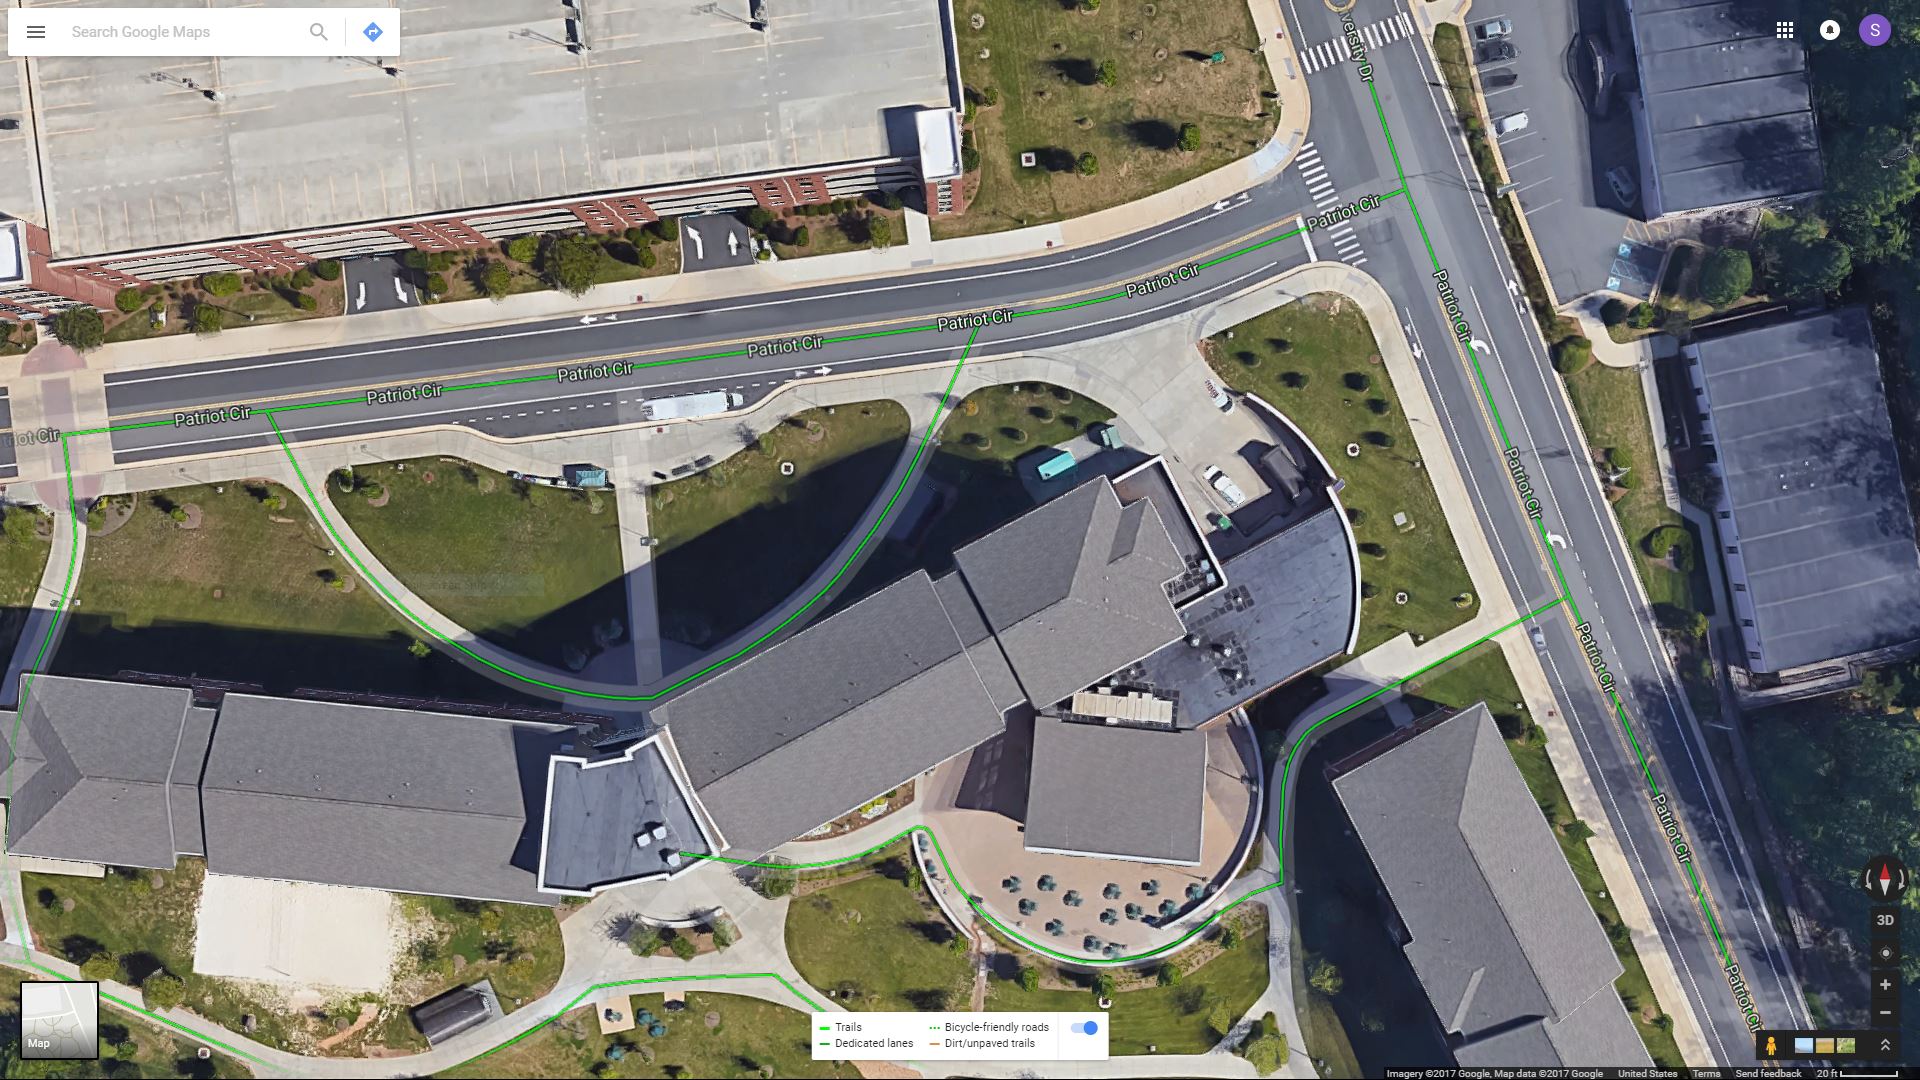 Search Google Maps
S
versity Dr
Patriot Cir
Patriot Cir
Patriot Cir
Patriot Cir
Patriot Cir
Patriot Cir
Patriot Cir
Patriot Cir
riot Cir
Patriot Cir
Patriot Cir
Patriot Cir
3D
Patriot Cir
Map
Trails
Bicycle-friendly roads
Dedicated lanes
Dirt/unpaved trails
Imagery ©2017 Google, Map data ©2017 Google United States Terms Send feedback 20 ft